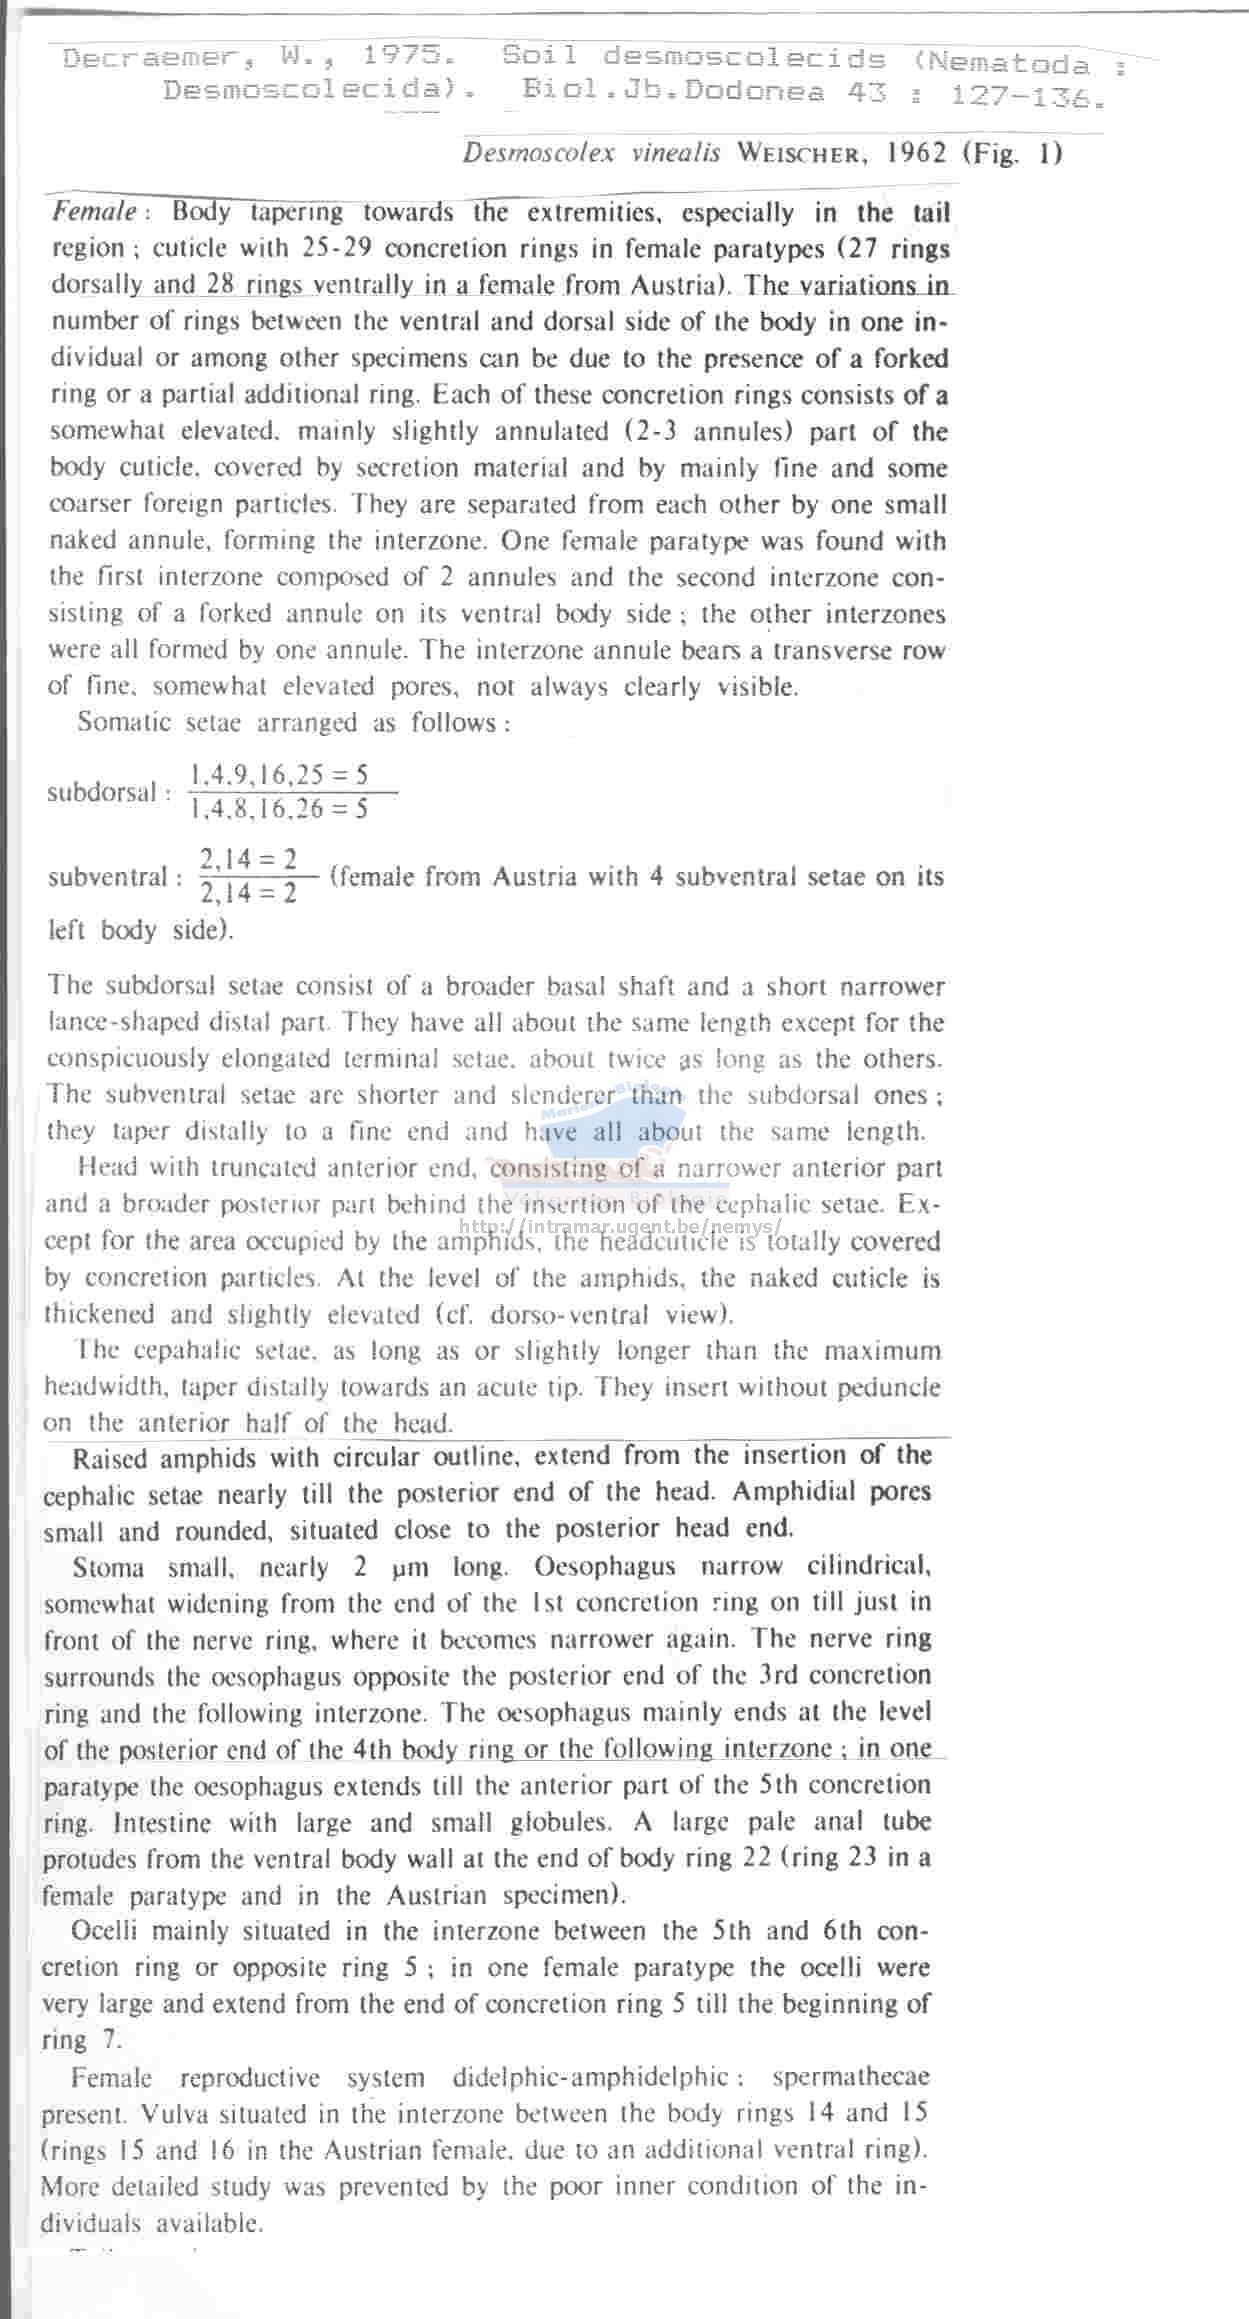 Decraemer, W., 1975. Soil desmoscolecids (Nematoda :
Desmoscolecida). Biol.Jb.Dodonea 43 : 127-136.
Desmoscolex vinealis WEISCHER, 1962 (Fig. 1)
Female : Body tapering towards the extremities, especially in the tail
region ; cuticle with 25-29 concretion rings in female paratypes (27 rings
dorsally and 28 rings ventrally in a female from Austria). The variations in
number of rings between the ventral and dorsal side of the body in one in-
dividual or among other specimens can be due to the presence of a forked
ring or a partial additional ring. Each of these concretion rings consists of a
somewhat elevated, mainly slightly annulated (2-3 annules) part of the
body cuticle, covered by secretion material and by mainly fine and some
coarser foreign particles. They are separated from each other by one small
naked annule, forming the interzone. One female paratype was found with
the first interzone composed of 2 annules and the second interzone con-
sisting of a forked annule on its ventral body side ; the other interzones
were all formed by one annule. The interzone annule bears a transverse row
of fine, somewhat elevated pores, not always clearly visible.
Somatic setae arranged as follows :
1,4,9,16,25 = 5
subdorsal :
1,4,8,16,26 = 5
2,14 = 2
subventral : (female from Austria with 4 subventral setae on its
2,14 = 2
left body side).
The subdorsal setae consist of a broader basal shaft and a short narrower
lance-shaped distal part. They have all about the same length except for the
conspicuously elongated terminal setae, about twice as long as the others.
The subventral setae are shorter and slenderer than the subdorsal ones ;
they taper distally to a fine end and have all about the same length.
Head with truncated anterior end, consisting of a narrower anterior part
and a broader posterior part behind the insertion of the cephalic setae. Ex-
http://intramar.ugent.be/nemys/
cept for the area occupied by the amphids, the headcuticle is totally covered
by concretion particles. At the level of the amphids, the naked cuticle is
thickened and slightly elevated (cf. dorso-ventral view).
The cepahalic setae, as long as or slightly longer than the maximum
headwidth, taper distally towards an acute tip. They insert without peduncle
on the anterior half of the head.
Raised amphids with circular outline, extend from the insertion of the
cephalic setae nearly till the posterior end of the head. Amphidial pores
small and rounded, situated close to the posterior head end.
Stoma small, nearly 2 μm long. Oesophagus narrow cilindrical,
somewhat widening from the end of the 1st concretion ring on till just in
front of the nerve ring, where it becomes narrower again. The nerve ring
surrounds the oesophagus opposite the posterior end of the 3rd concretion
ring and the following interzone. The oesophagus mainly ends at the level
of the posterior end of the 4th body ring or the following interzone ; in one
paratype the oesophagus extends till the anterior part of the 5th concretion
ring. Intestine with large and small globules. A large pale anal tube
protudes from the ventral body wall at the end of body ring 22 (ring 23 in a
female paratype and in the Austrian specimen).
Ocelli mainly situated in the interzone between the 5th and 6th con-
cretion ring or opposite ring 5 ; in one female paratype the ocelli were
very large and extend from the end of concretion ring 5 till the beginning of
ring 7.
Female reproductive system didelphic-amphidelphic ; spermathecae
present. Vulva situated in the interzone between the body rings 14 and 15
(rings 15 and 16 in the Austrian female, due to an additional ventral ring).
More detailed study was prevented by the poor inner condition of the in-
dividuals available.